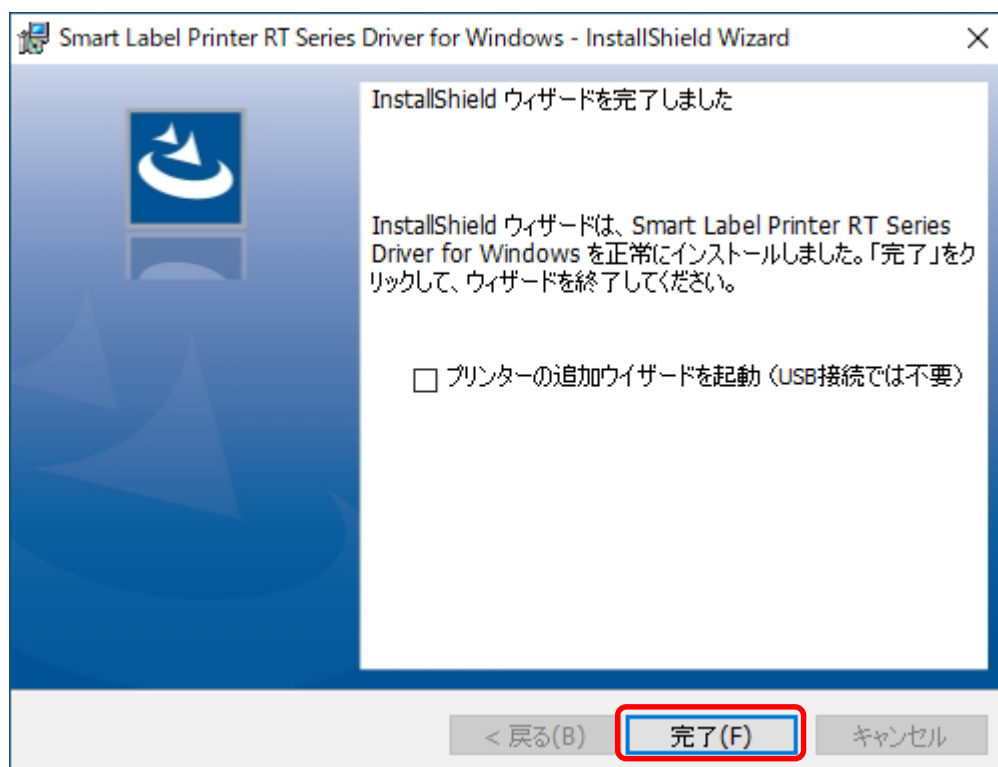 Smart Label Printer RT Series Driver for Windows - InstallShield Wizard
InstallShield ウィザードを完了しました
InstallShield ウィザードは、Smart Label Printer RT Series
Driver for Windows を正常にインストールしました。「完了」をク
リックして、ウィザードを終了してください。
プリンターの追加ウイザードを起動（USB接続では不要）
< 戻る(B)
完了(F)
キャンセル